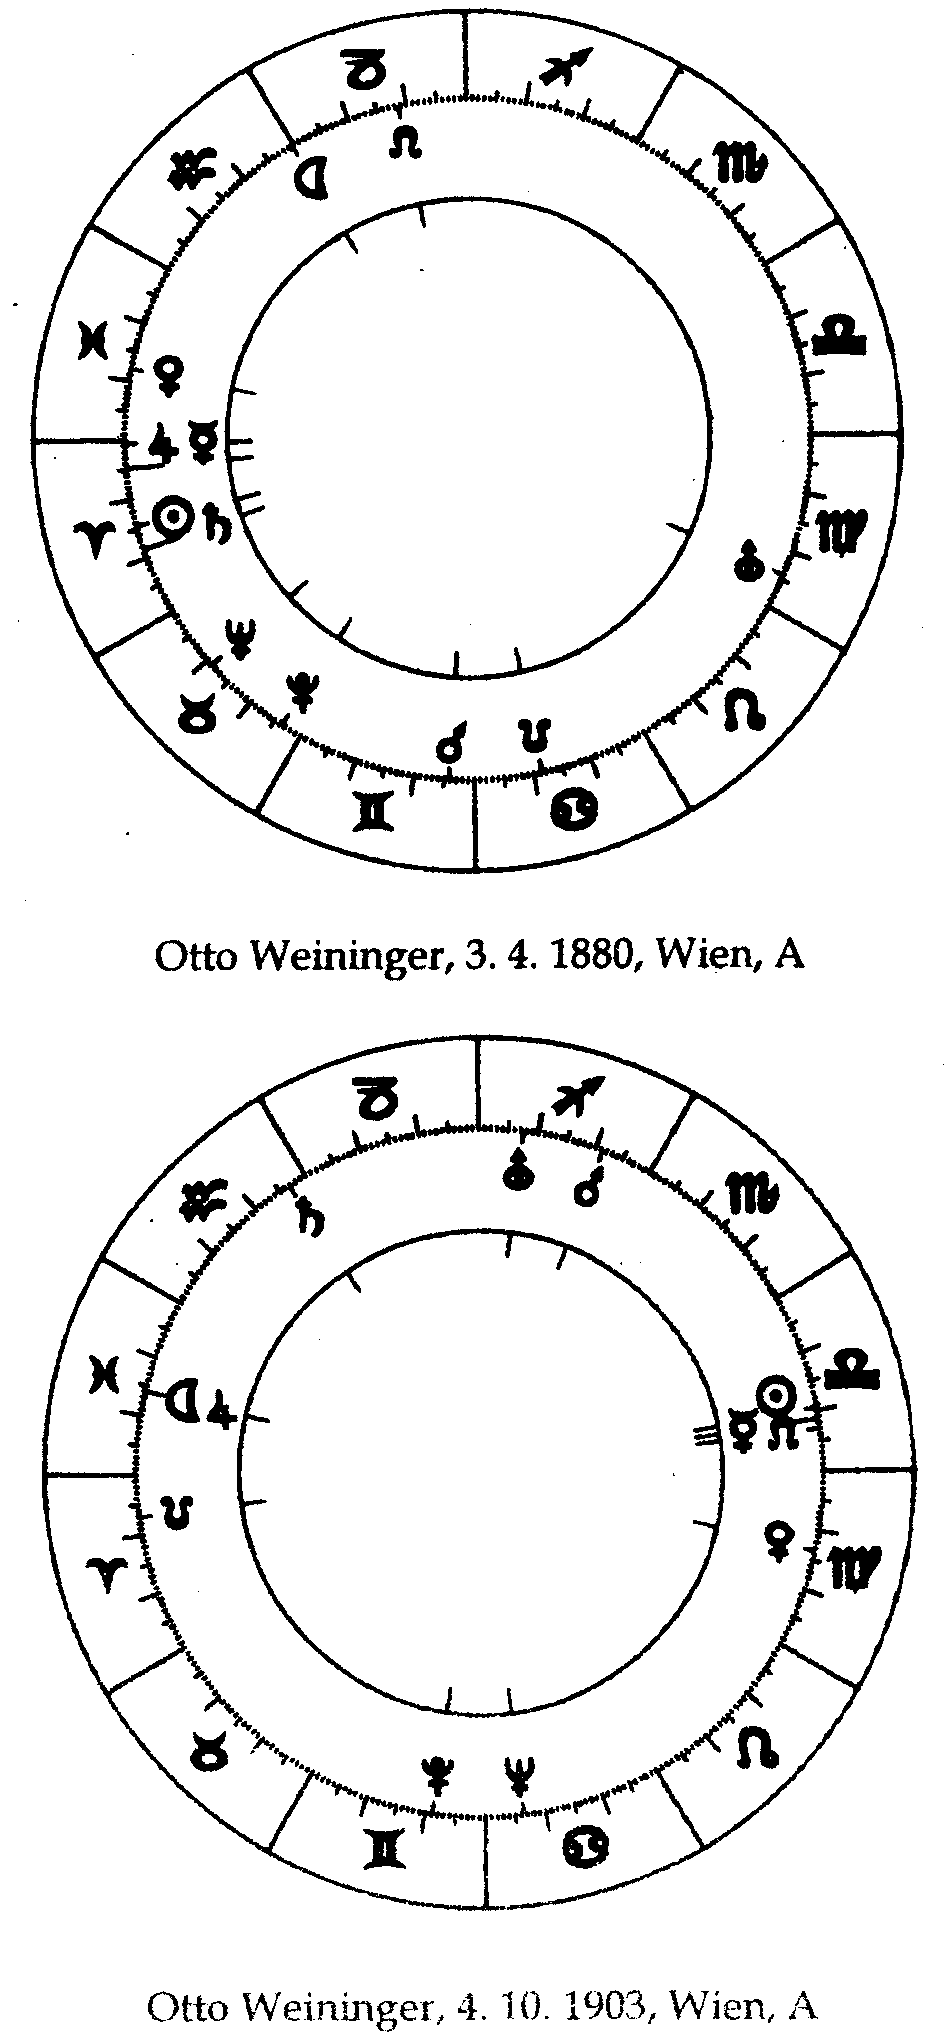 Otto Weininger, 3. 4. 1880, Wien, A
Otto Weininger, 4. 10. 1903, Wien, A